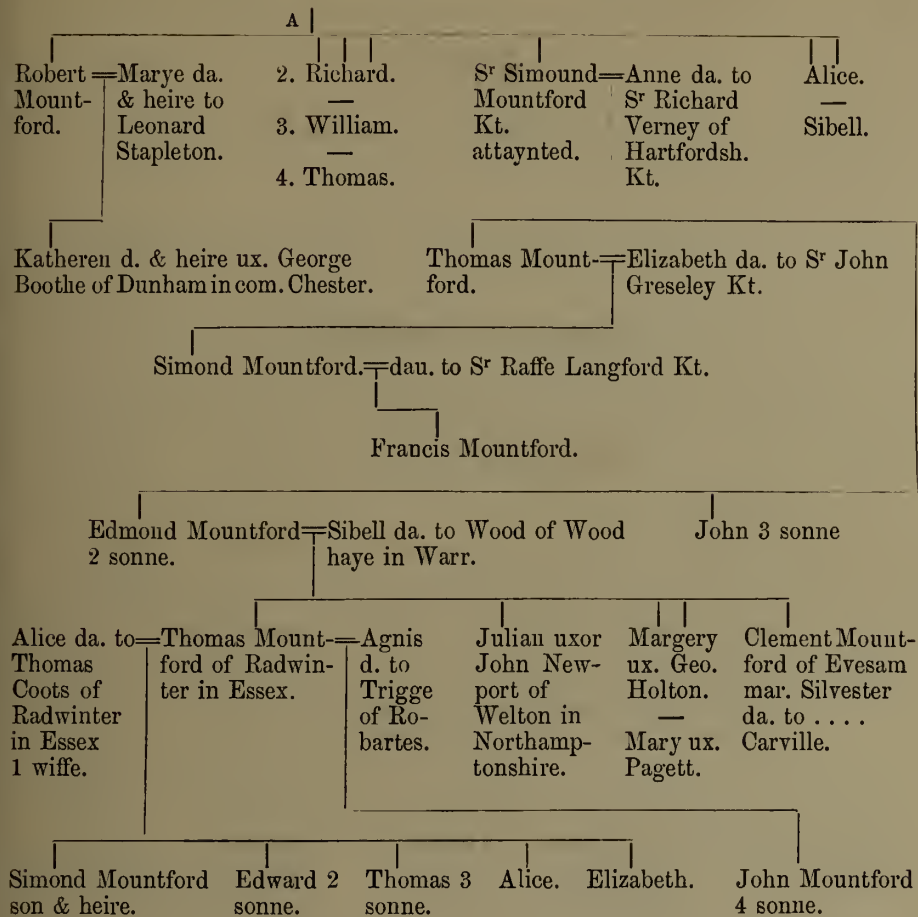 A
Robert
Mount-
ford.
Marye da.
& heire to
Leonard
Stapleton.
2. Richard.
—
3. William.
—
4. Thomas.
Sʳ Simound
Mountford
Kt.
attaynted.
Anne da. to
Sʳ Richard
Verney of
Hartfordsh.
Kt.
Alice.
—
Sibell.
Katheren d. & heire ux. George
Boothe of Dunham in com. Chester.
Thomas Mount-
ford.
Elizabeth da. to Sʳ John
Greseley Kt.
Simond Mountford.
dau. to Sʳ Raffe Langford Kt.
Francis Mountford.
Edmond Mountford
2 sonne.
Sibell da. to Wood of Wood
haye in Warr.
John 3 sonne
Alice da. to
Thomas
Coots of
Radwinter
in Essex
1 wiffe.
Thomas Mount-
ford of Radwin-
ter in Essex.
Agnis
d. to
Trigge
of Ro-
bartes.
Julian uxor
John New-
port of
Welton in
Northamp-
tonshire.
Margery
ux. Geo.
Holton.
—
Mary ux.
Pagett.
Clement Mount-
ford of Evesam
mar. Silvester
da. to . . . .
Carville.
Simond Mountford
son & heire.
Edward 2
sonne.
Thomas 3
sonne.
Alice.
Elizabeth.
John Mountford
4 sonne.